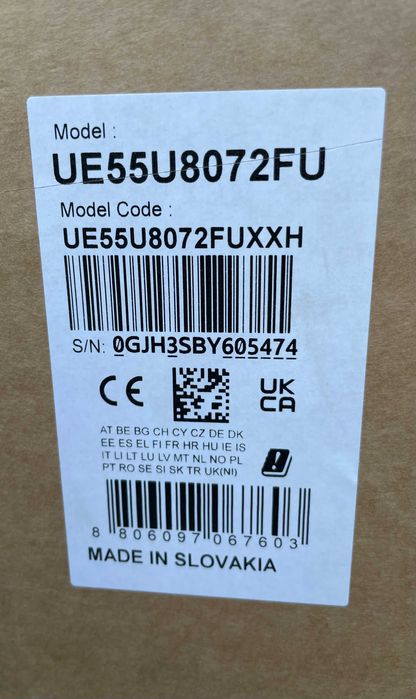 Model :
UE55U8072FU
Model Code :
UE55U8072FUXXH
S/N: 0GJH3SBY605474
CE
UK
CA
AT BE BG CH CY CZ DE DK
EE ES EL FI FR HR HU IE IS
IT LI LT LU LV MT NL NO PL
PT RO SE SI SK TR UK(NI)
8 806097 067603
MADE IN SLOVAKIA